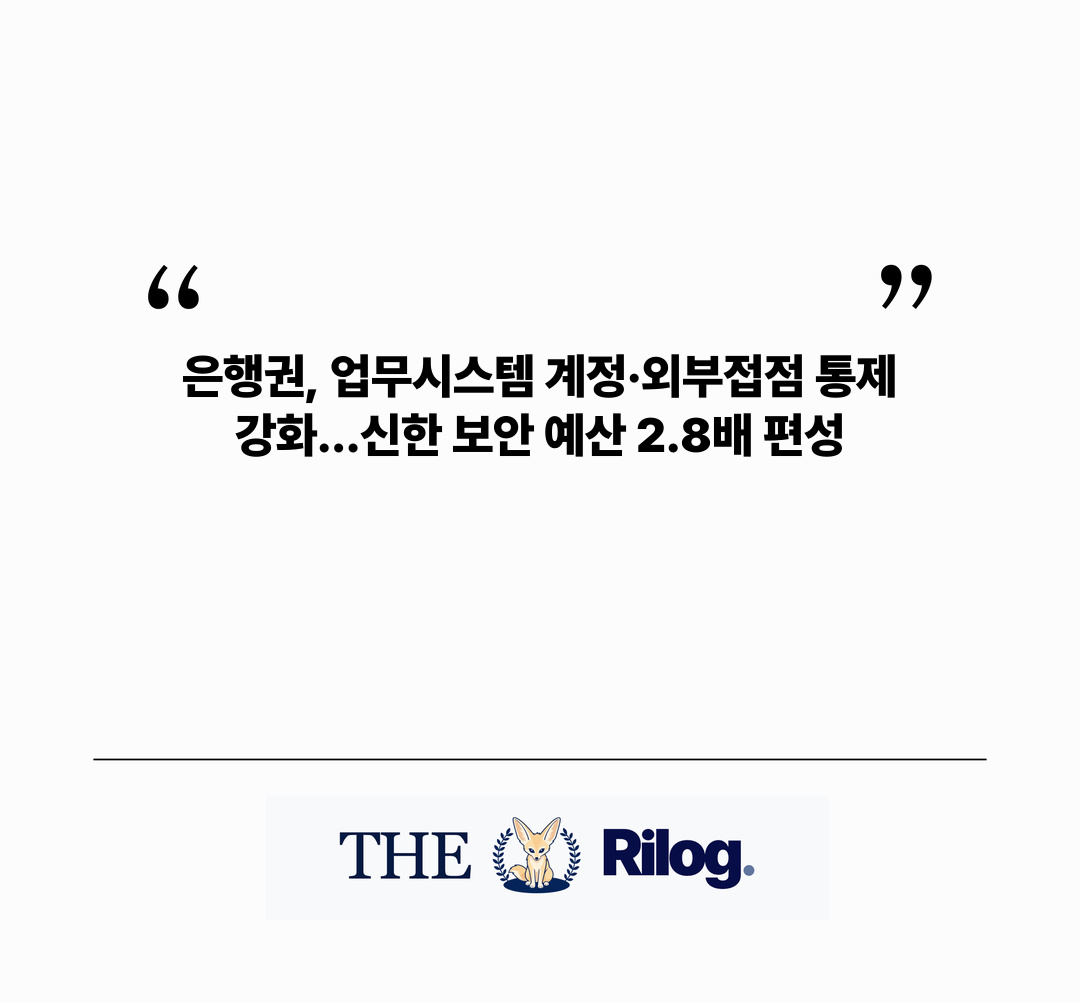 “ ”
은행권, 업무시스템 계정·외부접점 통제
강화...신한 보안 예산 2.8배 편성
THE Rilog.